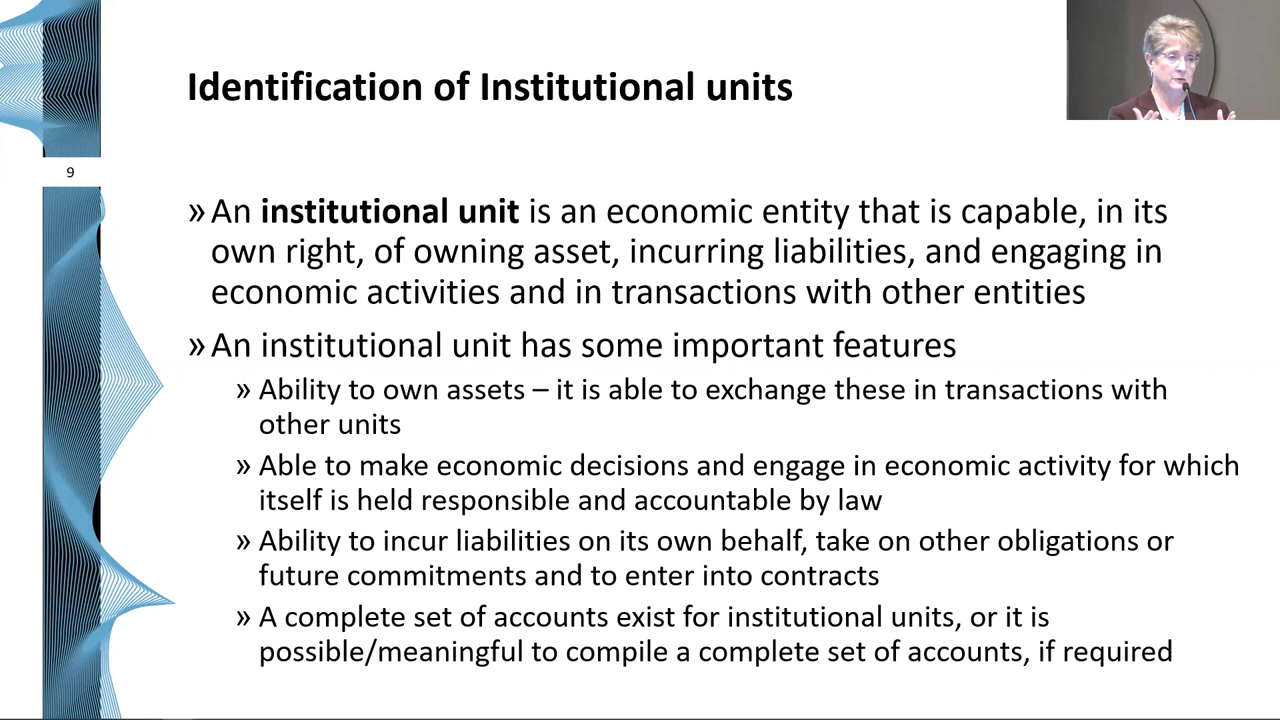 Identification of Institutional units
9
» An institutional unit is an economic entity that is capable, in its
own right, of owning asset, incurring liabilities, and engaging in
economic activities and in transactions with other entities
» An institutional unit has some important features
» Ability to own assets – it is able to exchange these in transactions with
other units
» Able to make economic decisions and engage in economic activity for which
itself is held responsible and accountable by law
» Ability to incur liabilities on its own behalf, take on other obligations or
future commitments and to enter into contracts
» A complete set of accounts exist for institutional units, or it is
possible/meaningful to compile a complete set of accounts, if required